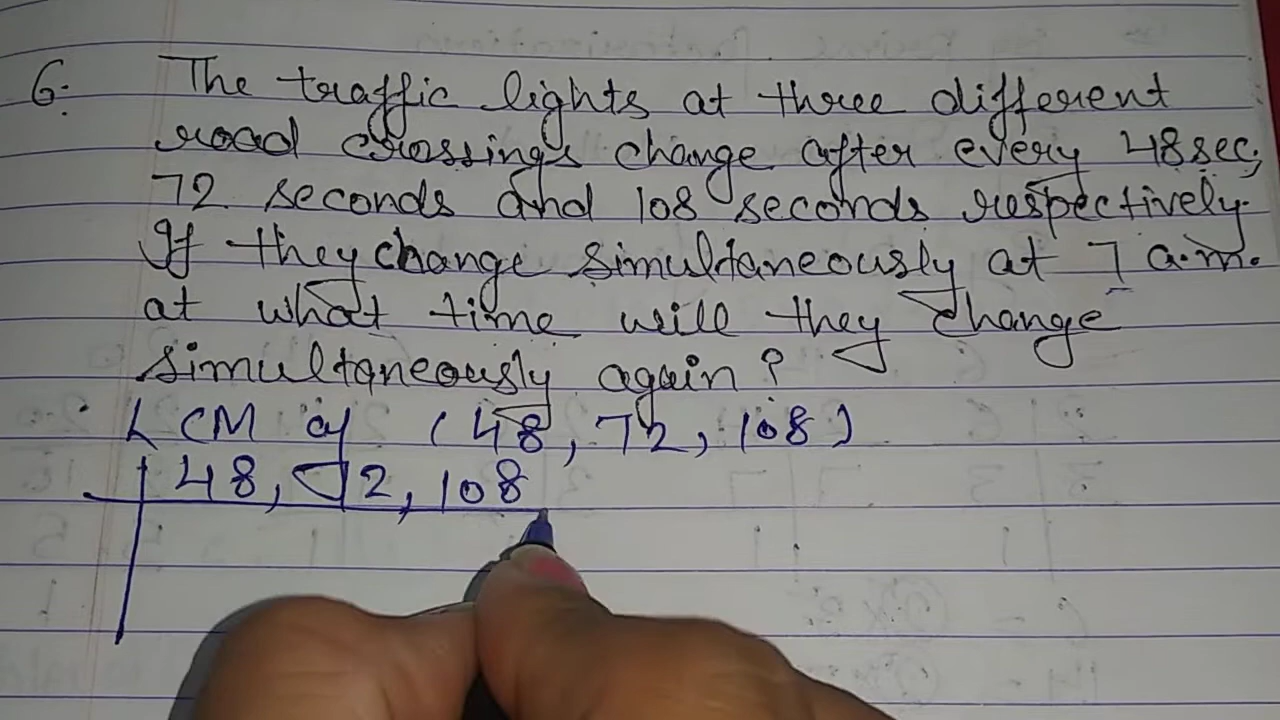 6. The traffic lights at three different
road crossings change after every 48 sec,
72 seconds and 108 seconds respectively.
If they change simultaneously at 7 a.m.
at what time will they change
simultaneously again?
LCM of (48, 72, 108)
48, 72, 108